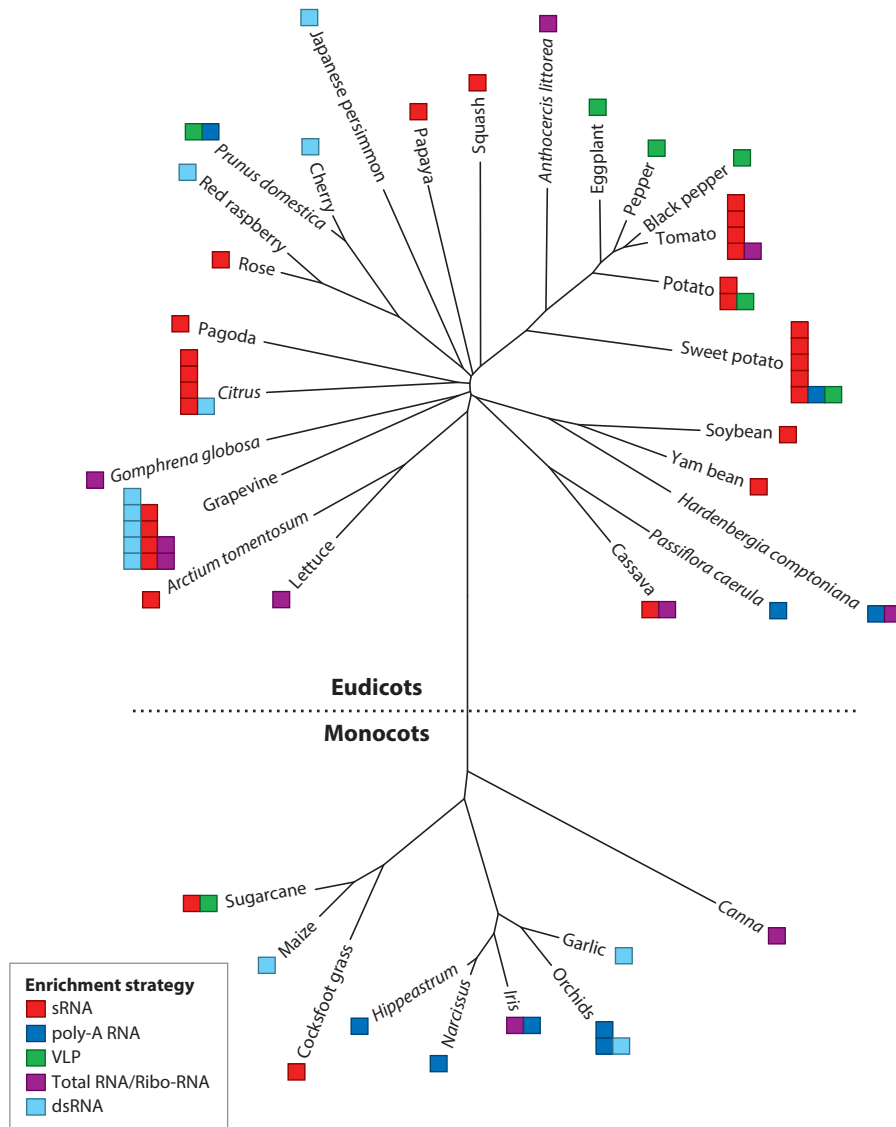 Japanese persimmon
Papaya
Squash
Anthocercis littorea
Eggplant
Pepper
Black pepper
Tomato
Potato
Sweet potato
Prunus domestica
Cherry
Red raspberry
Rose
Pagoda
Citrus
Gomphrena globosa
Grapevine
Arctium tomentosum
Lettuce
Soybean
Yam bean
Hardenbergia comptoniana
Passiflora caerula
Cassava
Eudicots
Monocots
Sugarcane
Maize
Cocksfoot grass
Hippeastrum
Narcissus
Iris
Orchids
Garlic
Canna
Enrichment strategy
sRNA
poly-A RNA
VLP
Total RNA/Ribo-RNA
dsRNA